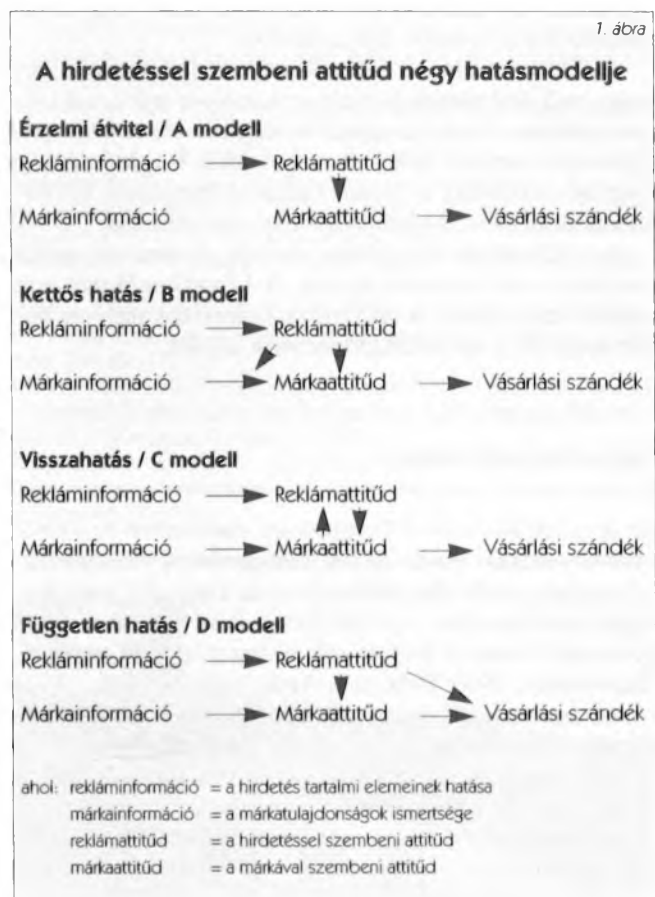 1. ábra
A hirdetéssel szembeni attitűd négy hatásmodellje
Érzelmi átvitel / A modell
Rekláminformáció Reklámattitűd
Márkainformáció Márkaattitűd Vásárlási szándék
Kettős hatás / B modell
Rekláminformáció Reklámattitűd
Márkainformáció Márkaattitűd Vásárlási szándék
Visszahatás / C modell
Rekláminformáció Reklámattitűd
Márkainformáció Márkaattitűd Vásárlási szándék
Független hatás / D modell
Rekláminformáció Reklámattitűd
Márkainformáció Márkaattitűd Vásárlási szándék
ahol: rekláminformáció = a hirdetés tartalmi elemeinek hatása
márkainformáció = a márkatulajdonságok ismertsége
reklámattitűd = a hirdetéssel szembeni attitűd
márkaattitűd = a márkával szembeni attitűd